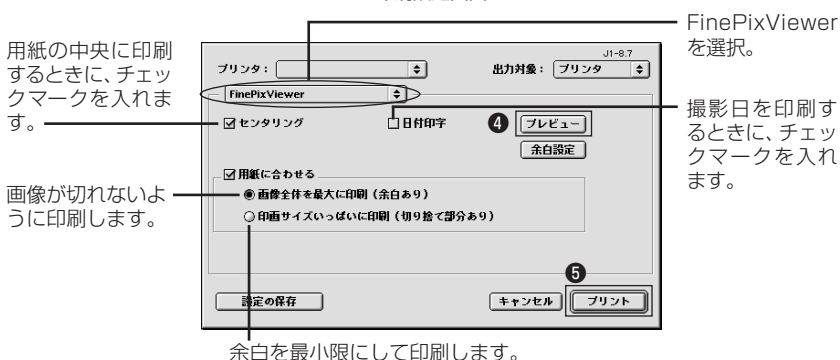 FinePixViewer
を選択。
用紙の中央に印刷
するときに、チェッ
クマークを入れま
す。
J1-8.7
プリンタ：
出力対象： プリンタ
FinePixViewer
センタリング
日付印字
❹ プレビュー
余白設定
撮影日を印刷す
るときに、チェッ
クマークを入れ
ます。
用紙に合わせる
画像全体を最大に印刷（余白あり）
印画サイズいっぱいに印刷（切り捨て部分あり）
画像が切れないよ
うに印刷します。
❺
設定の保存
キャンセル
プリント
余白を最小限にして印刷します。